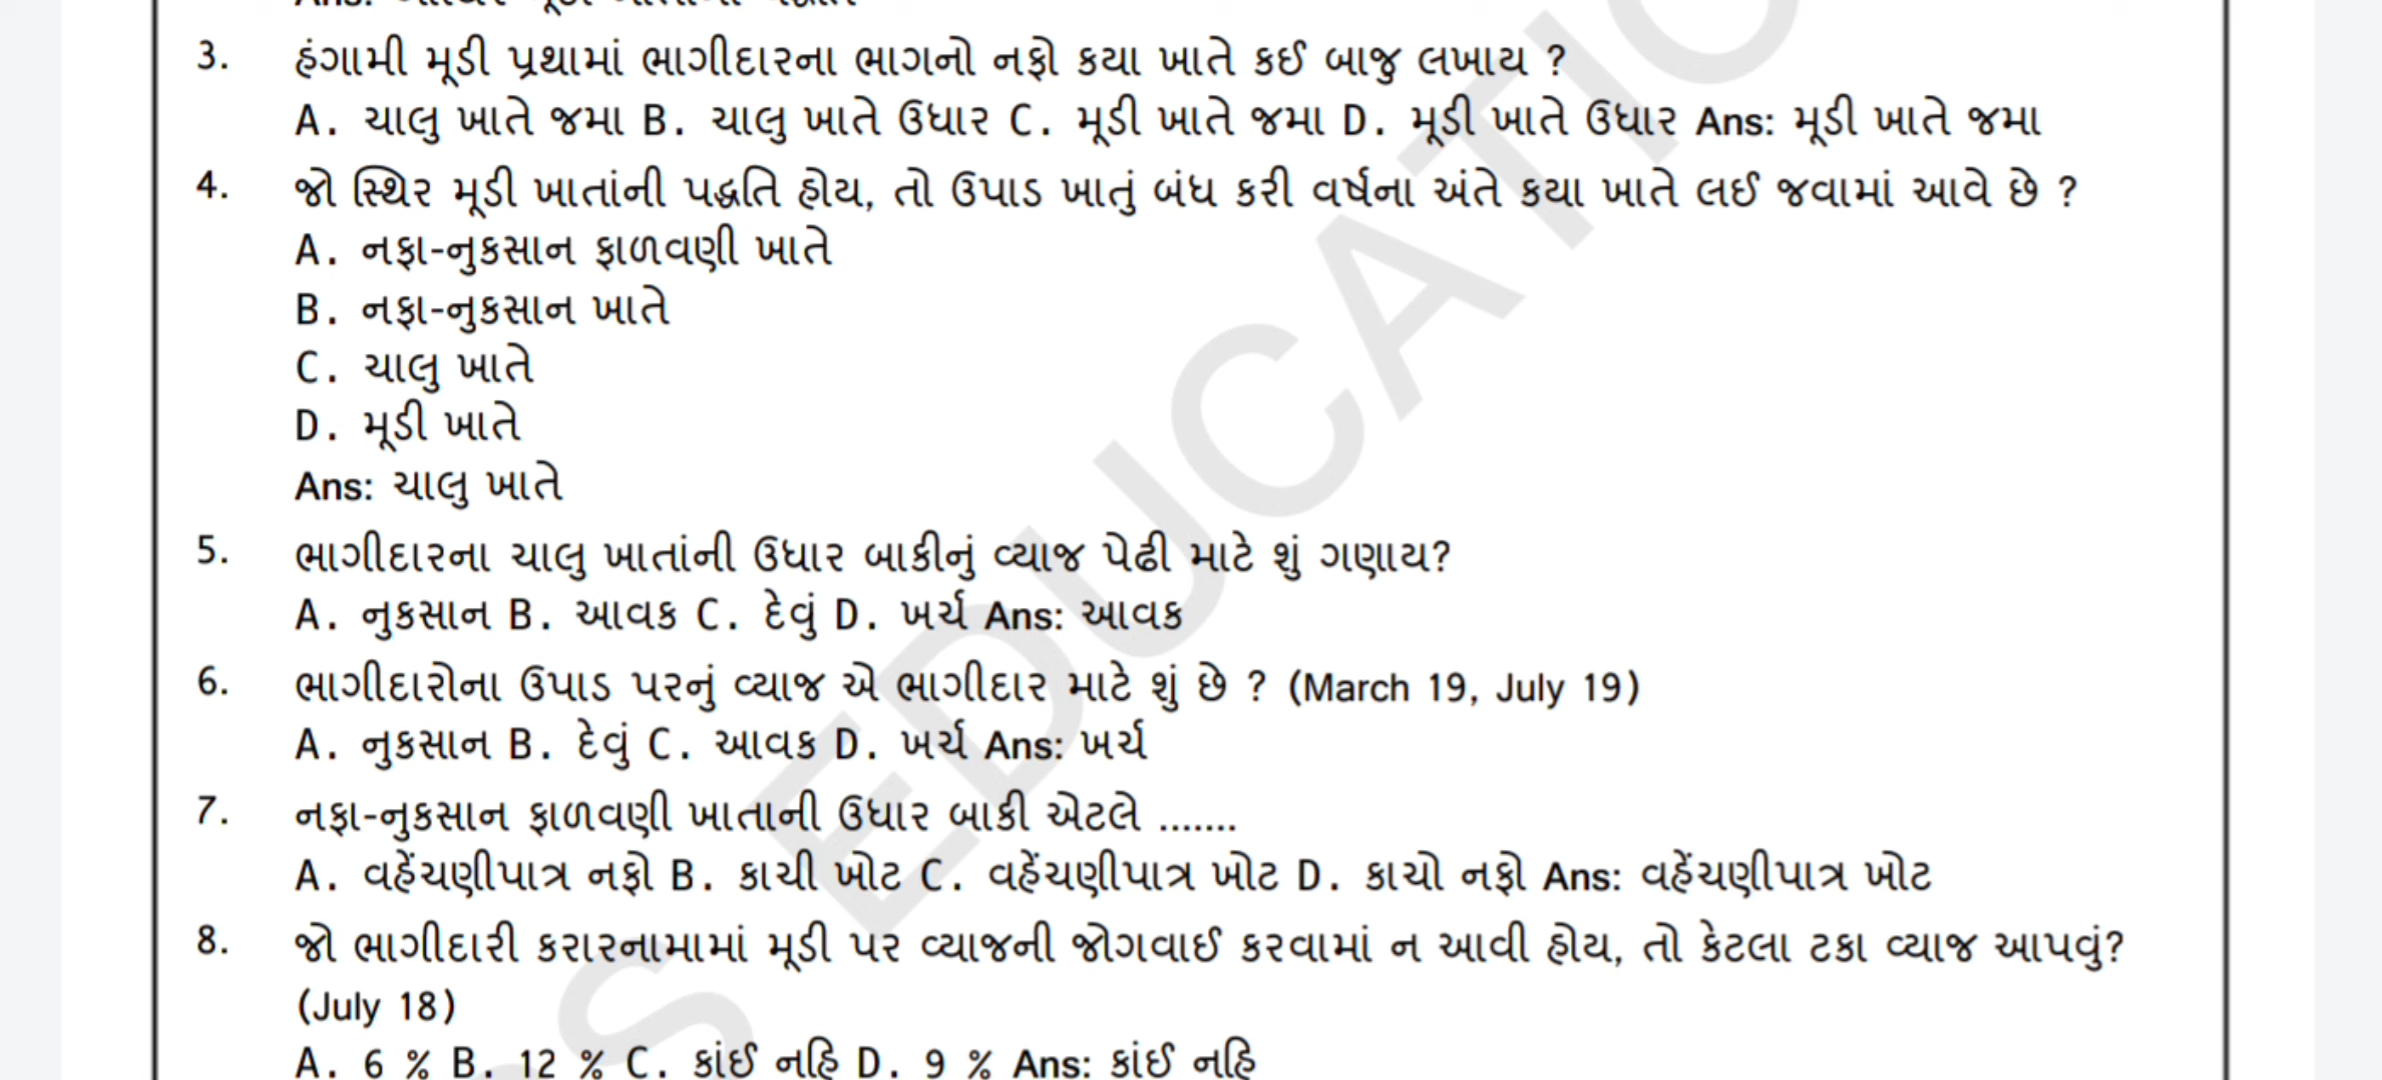 3. હંગામી મૂડી પ્રથામાં ભાગીદારના ભાગનો નફો કયા ખાતે કઈ બાજુ લખાય ?
A. ચાલુ ખાતે જમા B. ચાલુ ખાતે ઉધાર C. મૂડી ખાતે જમા D. મૂડી ખાતે ઉધાર Ans: મૂડી ખાતે જમા
4. જો સ્થિર મૂડી ખાતાંની પદ્ધતિ હોય, તો ઉપાડ ખાતું બંધ કરી વર્ષના અંતે કયા ખાતે લઈ જવામાં આવે છે ?
A. નફા-નુકસાન ફાળવણી ખાતે
B. નફા-નુકસાન ખાતે
C. ચાલુ ખાતે
D. મૂડી ખાતે
Ans: ચાલુ ખાતે
5. ભાગીદારના ચાલુ ખાતાંની ઉધાર બાકીનું વ્યાજ પેઢી માટે શું ગણાય?
A. નુકસાન B. આવક C. દેવું D. ખર્ચ Ans: આવક
6. ભાગીદારોના ઉપાડ પરનું વ્યાજ એ ભાગીદાર માટે શું છે ? (March 19, July 19)
A. નુકસાન B. દેવું C. આવક D. ખર્ચ Ans: ખર્ચ
7. નફા-નુકસાન ફાળવણી ખાતાની ઉધાર બાકી એટલે .......
A. વહેંચણીપાત્ર નફો B. કાચી ખોટ C. વહેંચણીપાત્ર ખોટ D. કાચો નફો Ans: વહેંચણીપાત્ર ખોટ
8. જો ભાગીદારી કરારનામામાં મૂડી પર વ્યાજની જોગવાઈ કરવામાં ન આવી હોય, તો કેટલા ટકા વ્યાજ આપવું?
(July 18)
A. 6 % B. 12 % C. કાંઈ નહિ D. 9 % Ans: કાંઈ નહિ